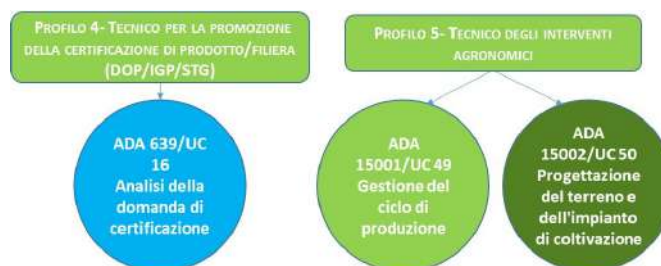 PROFILO 4- TECNICO PER LA PROMOZIONE
DELLA CERTIFICAZIONE DI PRODOTTO/FILIERA
(DOP/IGP/STG)
PROFILO 5- TECNICO DEGLI INTERVENTI
AGRONOMICI
ADA 639/UC
16
Analisi della
domanda di
certificazione
ADA
15001/UC 49
Gestione del
ciclo di
produzione
ADA
15002/UC 50
Progettazione
del terreno e
dell'impianto
di coltivazione